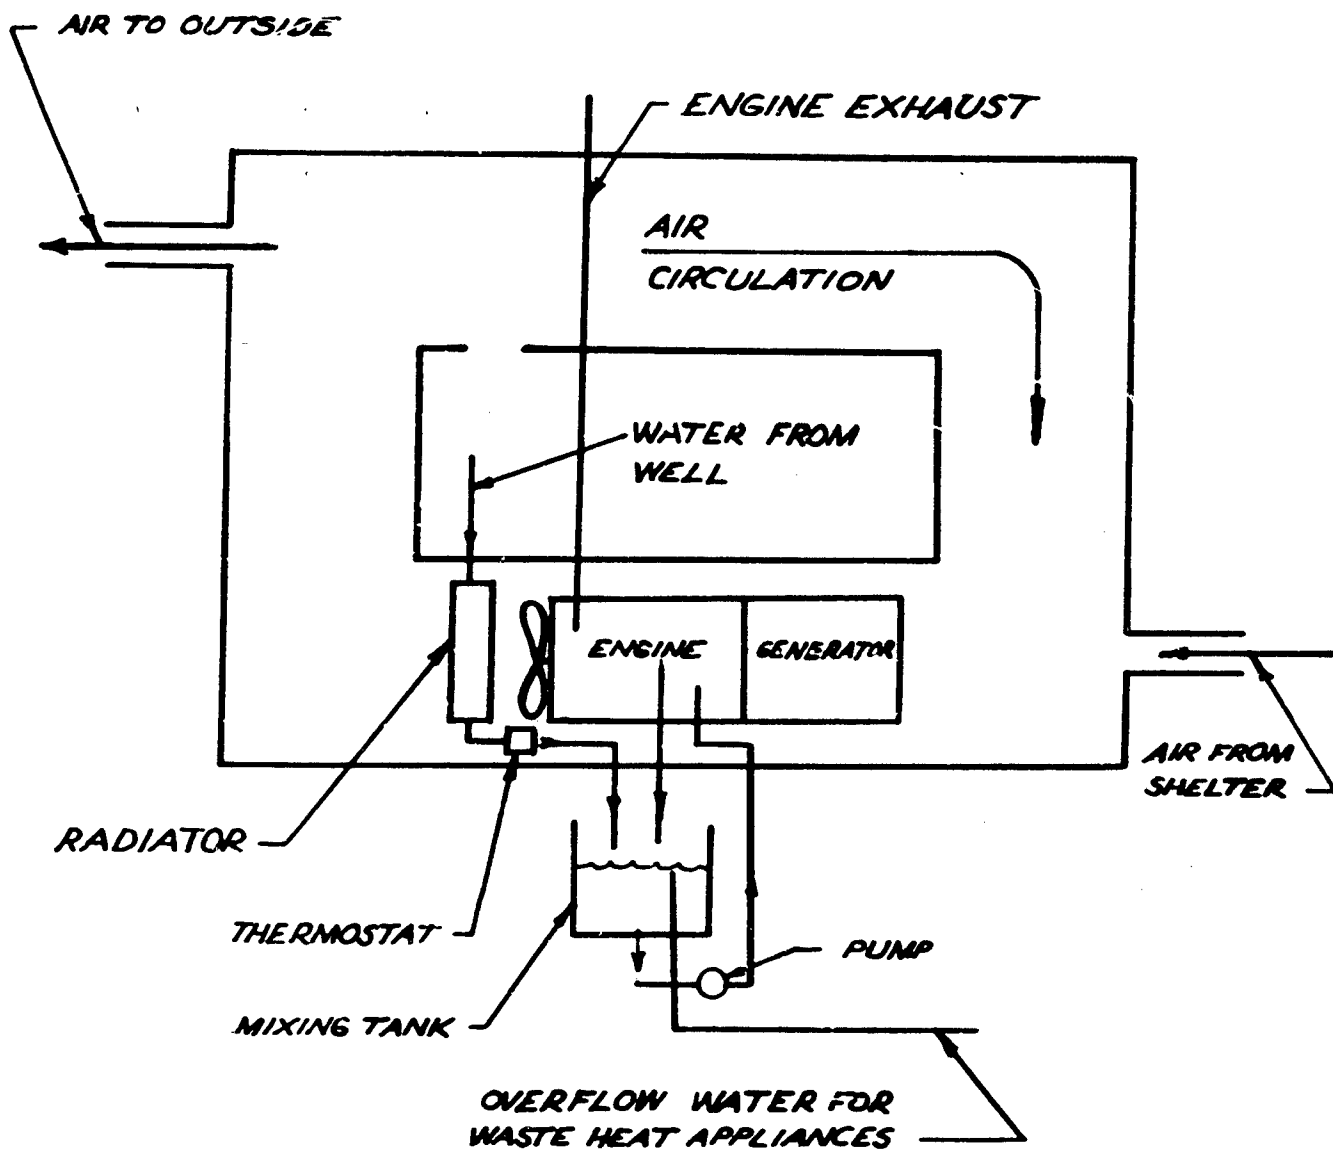 AIR TO OUTSIDE
ENGINE EXHAUST
AIR
CIRCULATION
WATER FROM
WELL
ENGINE
GENERATOR
AIR FROM
SHELTER
RADIATOR
THERMOSTAT
PUMP
MIXING TANK
OVERFLOW WATER FOR
WASTE HEAT APPLIANCES